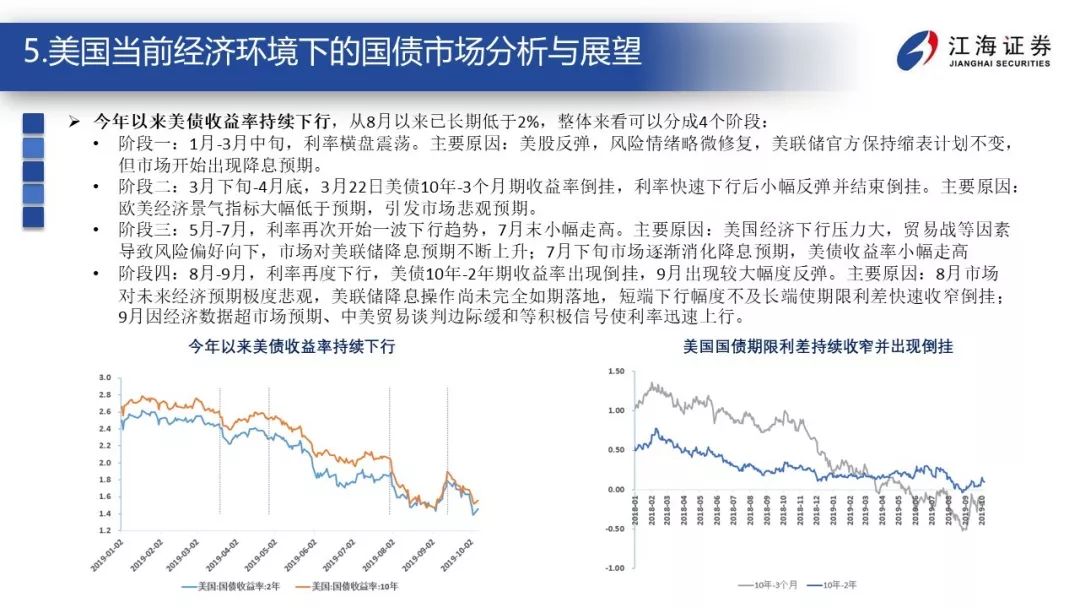 5.美国当前经济环境下的国债市场分析与展望
江海证券
JIANGHAI SECURITIES
➢ 今年以来美债收益率持续下行，从8月以来已长期低于2%，整体来看可以分成4个阶段：
• 阶段一：1月-3月中旬，利率横盘震荡。主要原因：美股反弹，风险情绪略微修复，美联储官方保持缩表计划不变，
但市场开始出现降息预期。
• 阶段二：3月下旬-4月底，3月22日美债10年-3个月期收益率倒挂，利率快速下行后小幅反弹并结束倒挂。主要原因：
欧美经济景气指标大幅低于预期，引发市场悲观预期。
• 阶段三：5月-7月，利率再次开始一波下行趋势，7月末小幅走高。主要原因：美国经济下行压力大，贸易战等因素
导致风险偏好向下，市场对美联储降息预期不断上升；7月下旬市场逐渐消化降息预期，美债收益率小幅走高
• 阶段四：8月-9月，利率再度下行，美债10年-2年期收益率出现倒挂，9月出现较大幅度反弹。主要原因：8月市场
对未来经济预期极度悲观，美联储降息操作尚未完全如期落地，短端下行幅度不及长端使期限利差快速收窄倒挂；
9月因经济数据超市场预期、中美贸易谈判边际缓和等积极信号使利率迅速上行。
今年以来美债收益率持续下行
3.0
2.8
2.6
2.4
2.2
2.0
1.8
1.6
1.4
1.2
2019-01-02
2019-02-02
2019-03-02
2019-04-02
2019-05-02
2019-06-02
2019-07-02
2019-08-02
2019-09-02
2019-10-02
美国:国债收益率:2年
美国:国债收益率:10年
美国国债期限利差持续收窄并出现倒挂
1.50
1.00
0.50
0.00
-0.50
-1.00
2018-01
2018-02
2018-03
2018-04
2018-05
2018-06
2018-07
2018-08
2018-09
2018-10
2018-11
2018-12
2019-01
2019-02
2019-03
2019-04
2019-05
2019-06
2019-07
2019-08
2019-09
2019-10
10年-3个月
10年-2年